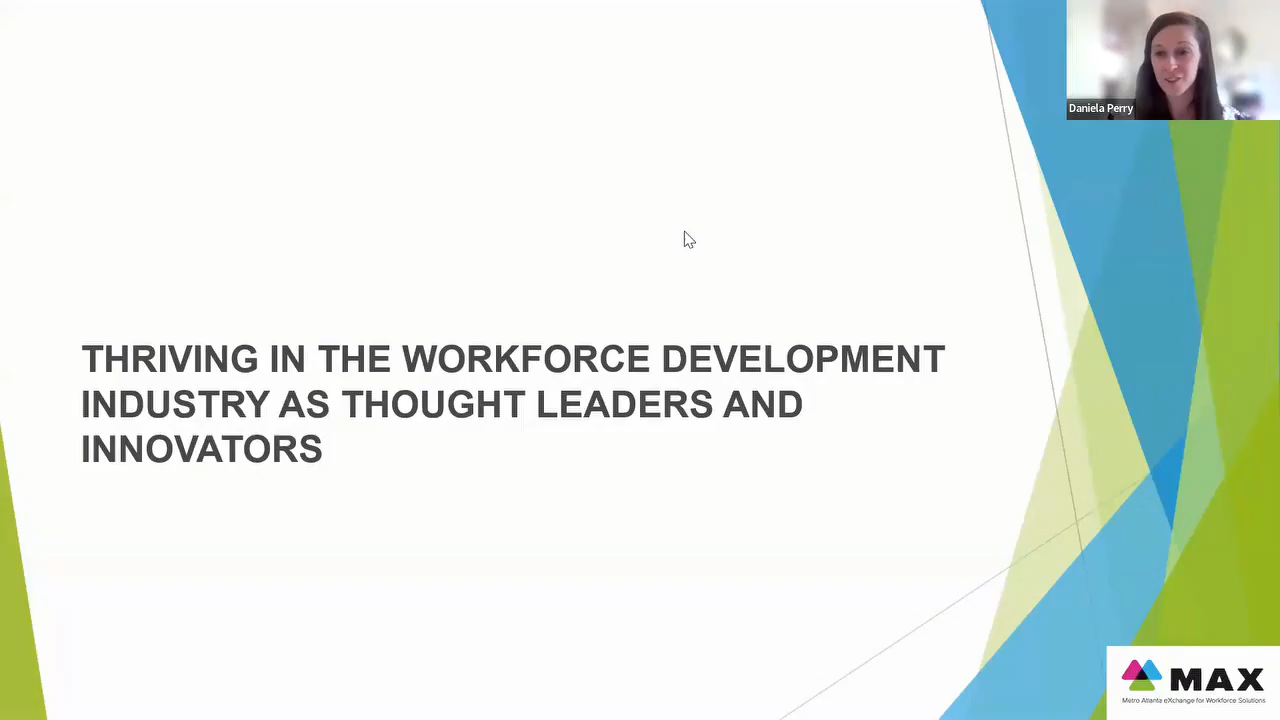 Daniela Perry
THRIVING IN THE WORKFORCE DEVELOPMENT
INDUSTRY AS THOUGHT LEADERS AND
INNOVATORS
MAX
Metro Atlanta eXchange for Workforce Solutions